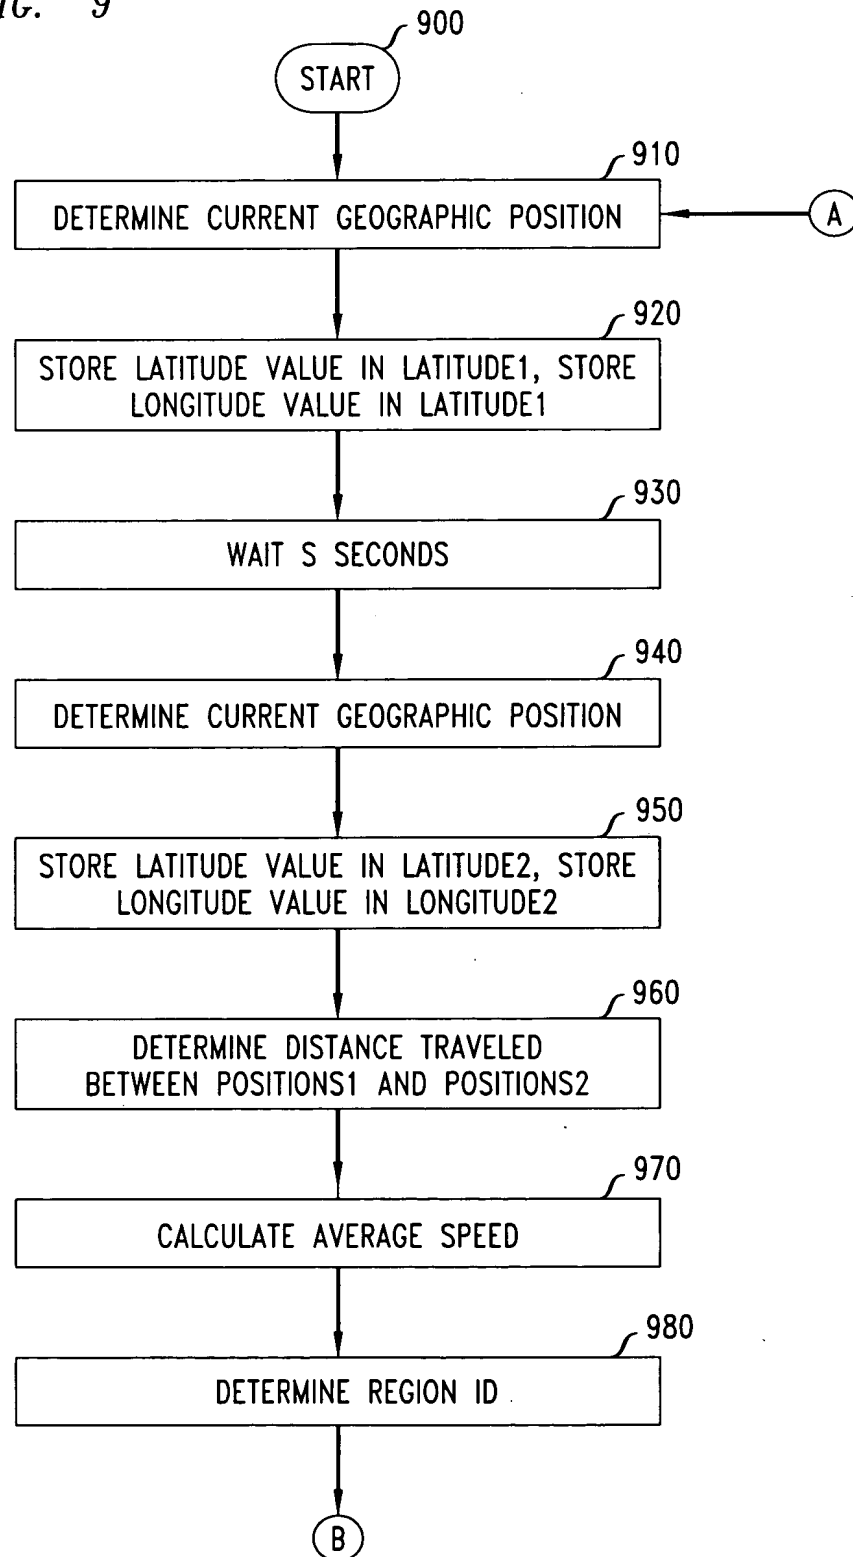 FIG. 9
900
START
910
DETERMINE CURRENT GEOGRAPHIC POSITION
A
920
STORE LATITUDE VALUE IN LATITUDE1, STORE
LONGITUDE VALUE IN LATITUDE1
930
WAIT S SECONDS
940
DETERMINE CURRENT GEOGRAPHIC POSITION
950
STORE LATITUDE VALUE IN LATITUDE2, STORE
LONGITUDE VALUE IN LONGITUDE2
960
DETERMINE DISTANCE TRAVELED
BETWEEN POSITIONS1 AND POSITIONS2
970
CALCULATE AVERAGE SPEED
980
DETERMINE REGION ID
B